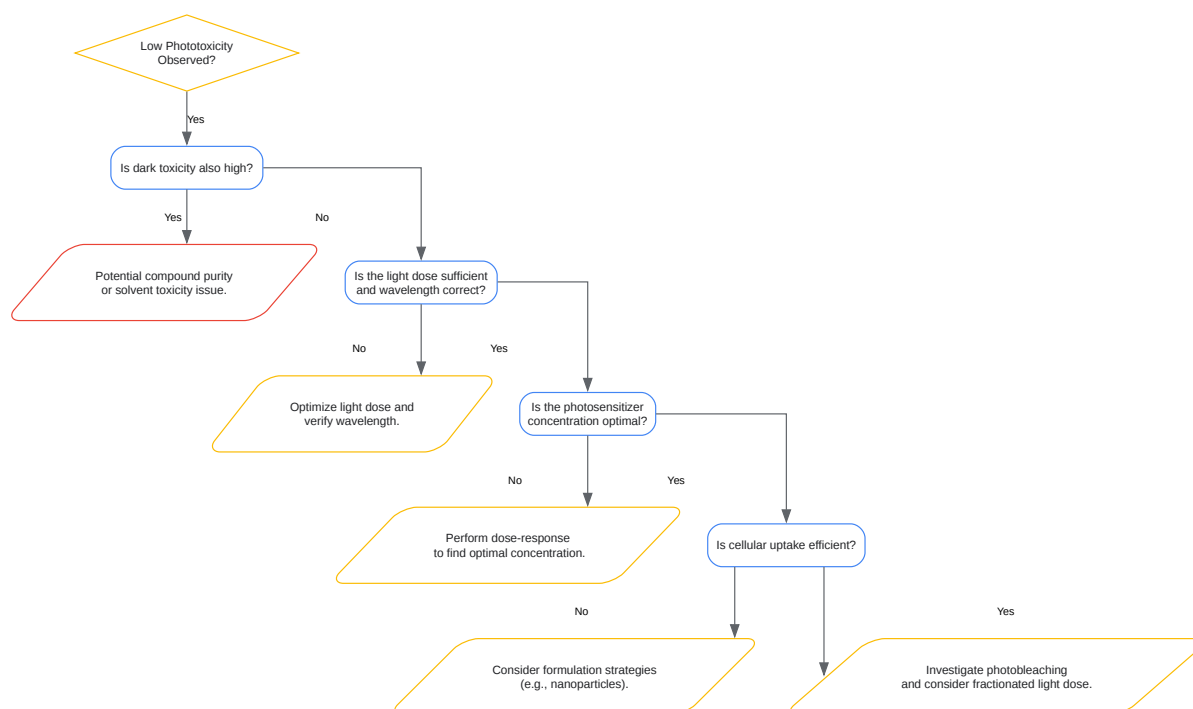 Low Phototoxicity
Observed?
Yes
Is dark toxicity also high?
Yes
No
Potential compound purity
or solvent toxicity issue.
Is the light dose sufficient
and wavelength correct?
No
Yes
Optimize light dose and
verify wavelength.
Is the photosensitizer
concentration optimal?
No
Yes
Perform dose-response
to find optimal concentration.
Is cellular uptake efficient?
No
Yes
Consider formulation strategies
(e.g., nanoparticles).
Investigate photobleaching
and consider fractionated light dose.